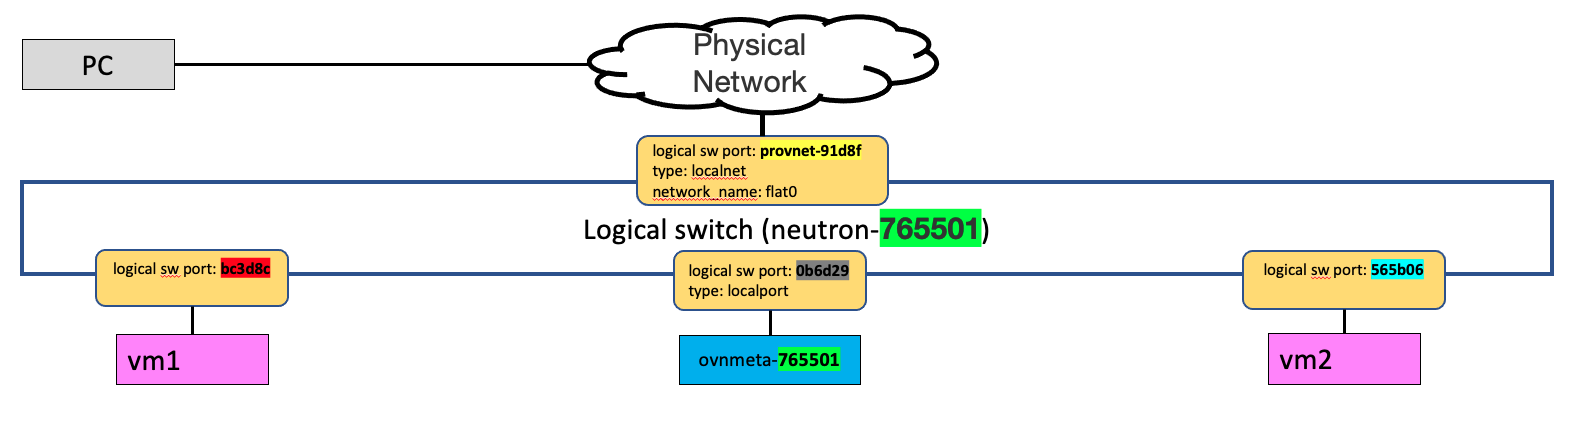 PC
Physical
Network
logical sw port: provnet-91d8f
type: localnet
network_name: flat0
Logical switch (neutron-765501)
logical sw port: bc3d8c
logical sw port: 0b6d29
type: localport
logical sw port: 565b06
vm1
ovnmeta-765501
vm2